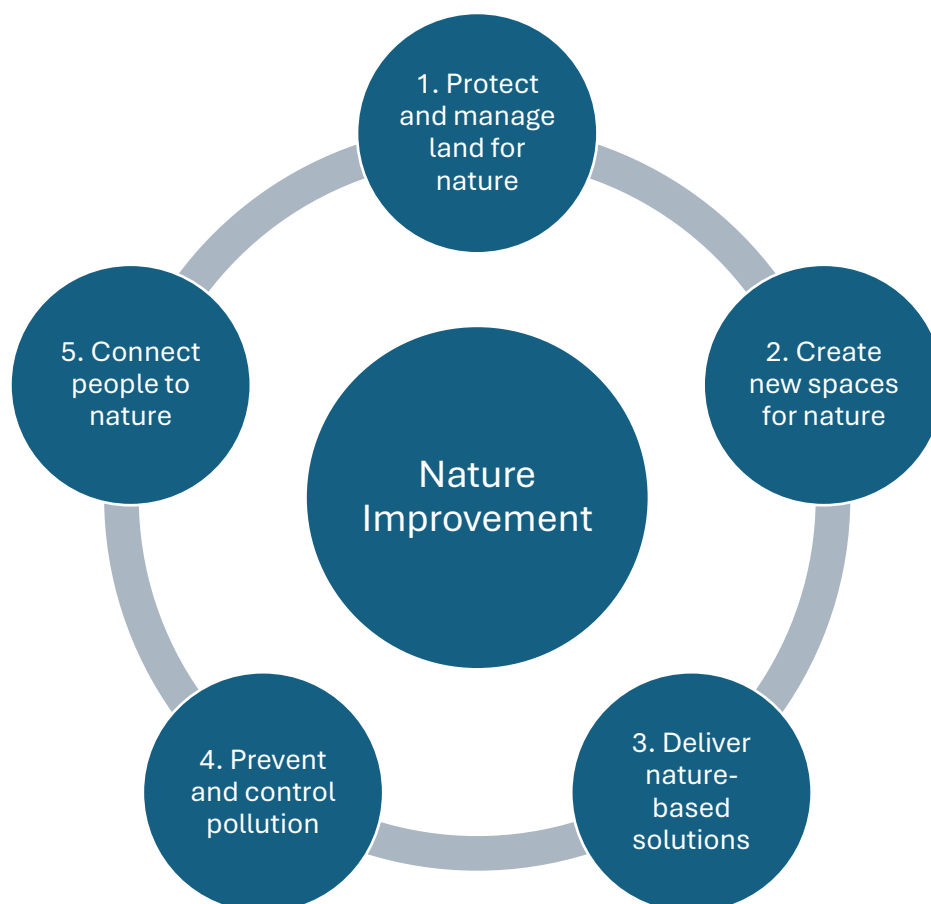 1. Protect
and manage
land for
nature
2. Create
new spaces
for nature
3. Deliver
nature-
based
solutions
4. Prevent
and control
pollution
5. Connect
people to
nature
Nature
Improvement